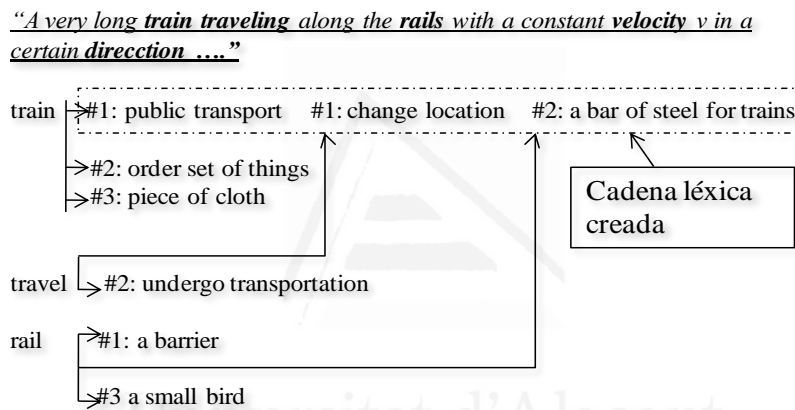 “A very long train traveling along the rails with a constant velocity v in a
certain direcction ….”
train #1: public transport #1: change location #2: a bar of steel for trains
#2: order set of things
#3: piece of cloth
Cadena léxica
creada
travel #2: undergo transportation
rail #1: a barrier
#3 a small bird
Universitat d'Alacant